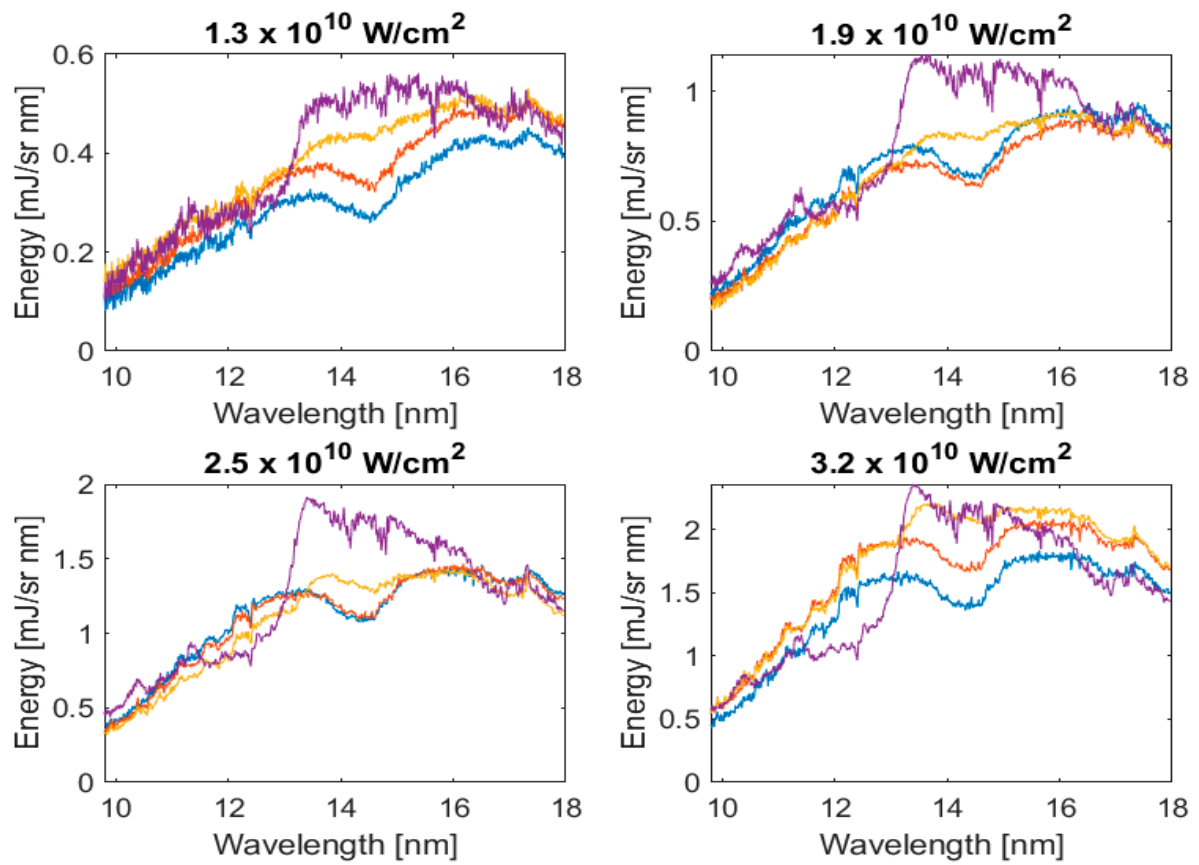 1.3 x 10^10 W/cm^2
Energy [mJ/sr nm]
0.6
0.4
0.2
0
10 12 14 16 18
Wavelength [nm]
1.9 x 10^10 W/cm^2
Energy [mJ/sr nm]
1
0.5
0
10 12 14 16 18
Wavelength [nm]
2.5 x 10^10 W/cm^2
Energy [mJ/sr nm]
2
1.5
1
0.5
0
10 12 14 16 18
Wavelength [nm]
3.2 x 10^10 W/cm^2
Energy [mJ/sr nm]
2
1.5
1
0.5
0
10 12 14 16 18
Wavelength [nm]